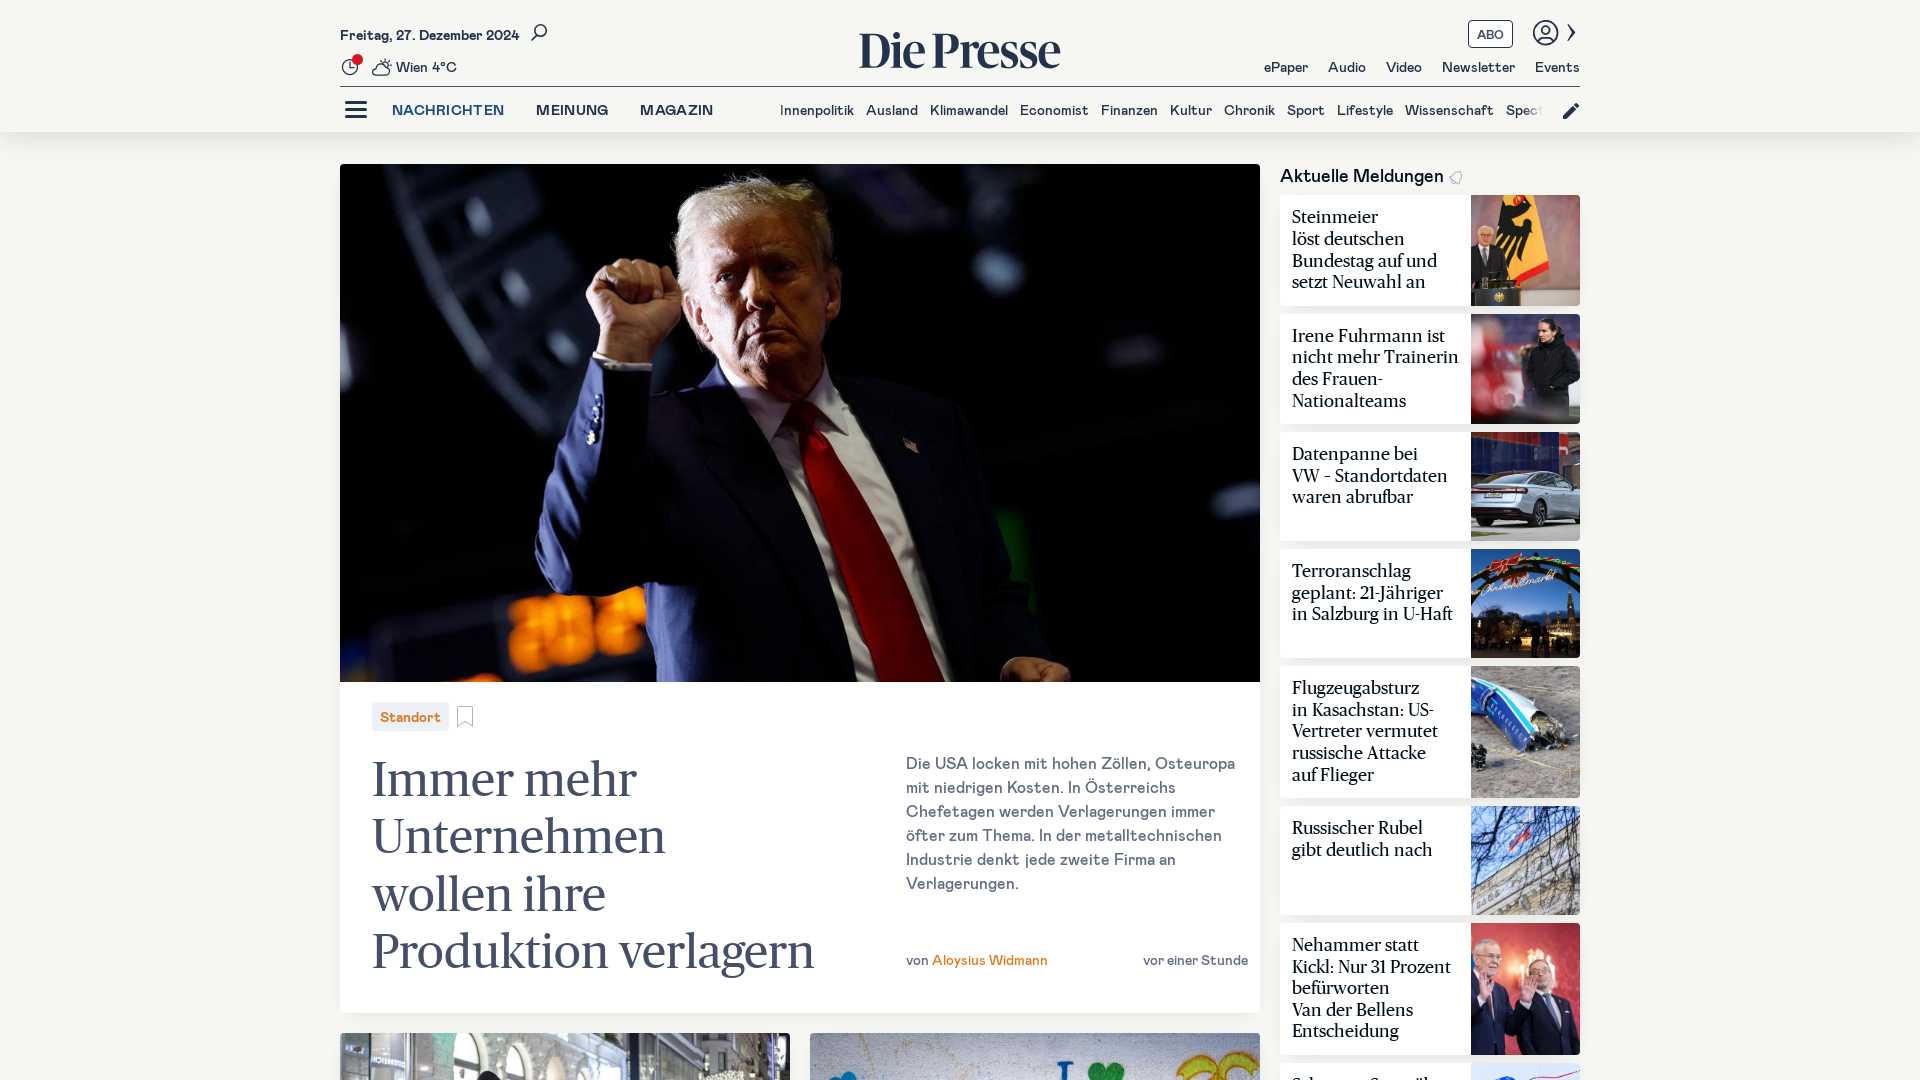 Freitag, 27. Dezember 2024
Wien 4°C
Die Presse
ABO
ePaper Audio Video Newsletter Events
NACHRICHTEN MEINUNG MAGAZIN
Innenpolitik Ausland Klimawandel Economist Finanzen Kultur Chronik Sport Lifestyle Wissenschaft Spect
Standort
Immer mehr
Unternehmen
wollen ihre
Produktion verlagern
Die USA locken mit hohen Zöllen, Osteuropa
mit niedrigen Kosten. In Österreichs
Chefetagen werden Verlagerungen immer
öfter zum Thema. In der metalltechnischen
Industrie denkt jede zweite Firma an
Verlagerungen.
von Aloysius Widmann
vor einer Stunde
Aktuelle Meldungen
Steinmeier
löst deutschen
Bundestag auf und
setzt Neuwahl an
Irene Fuhrmann ist
nicht mehr Trainerin
des Frauen-
Nationalteams
Datenpanne bei
VW – Standortdaten
waren abrufbar
Terroranschlag
geplant: 21-Jähriger
in Salzburg in U-Haft
Flugzeugabsturz
in Kasachstan: US-
Vertreter vermutet
russische Attacke
auf Flieger
Russischer Rubel
gibt deutlich nach
Nehammer statt
Kickl: Nur 31 Prozent
befürworten
Van der Bellens
Entscheidung